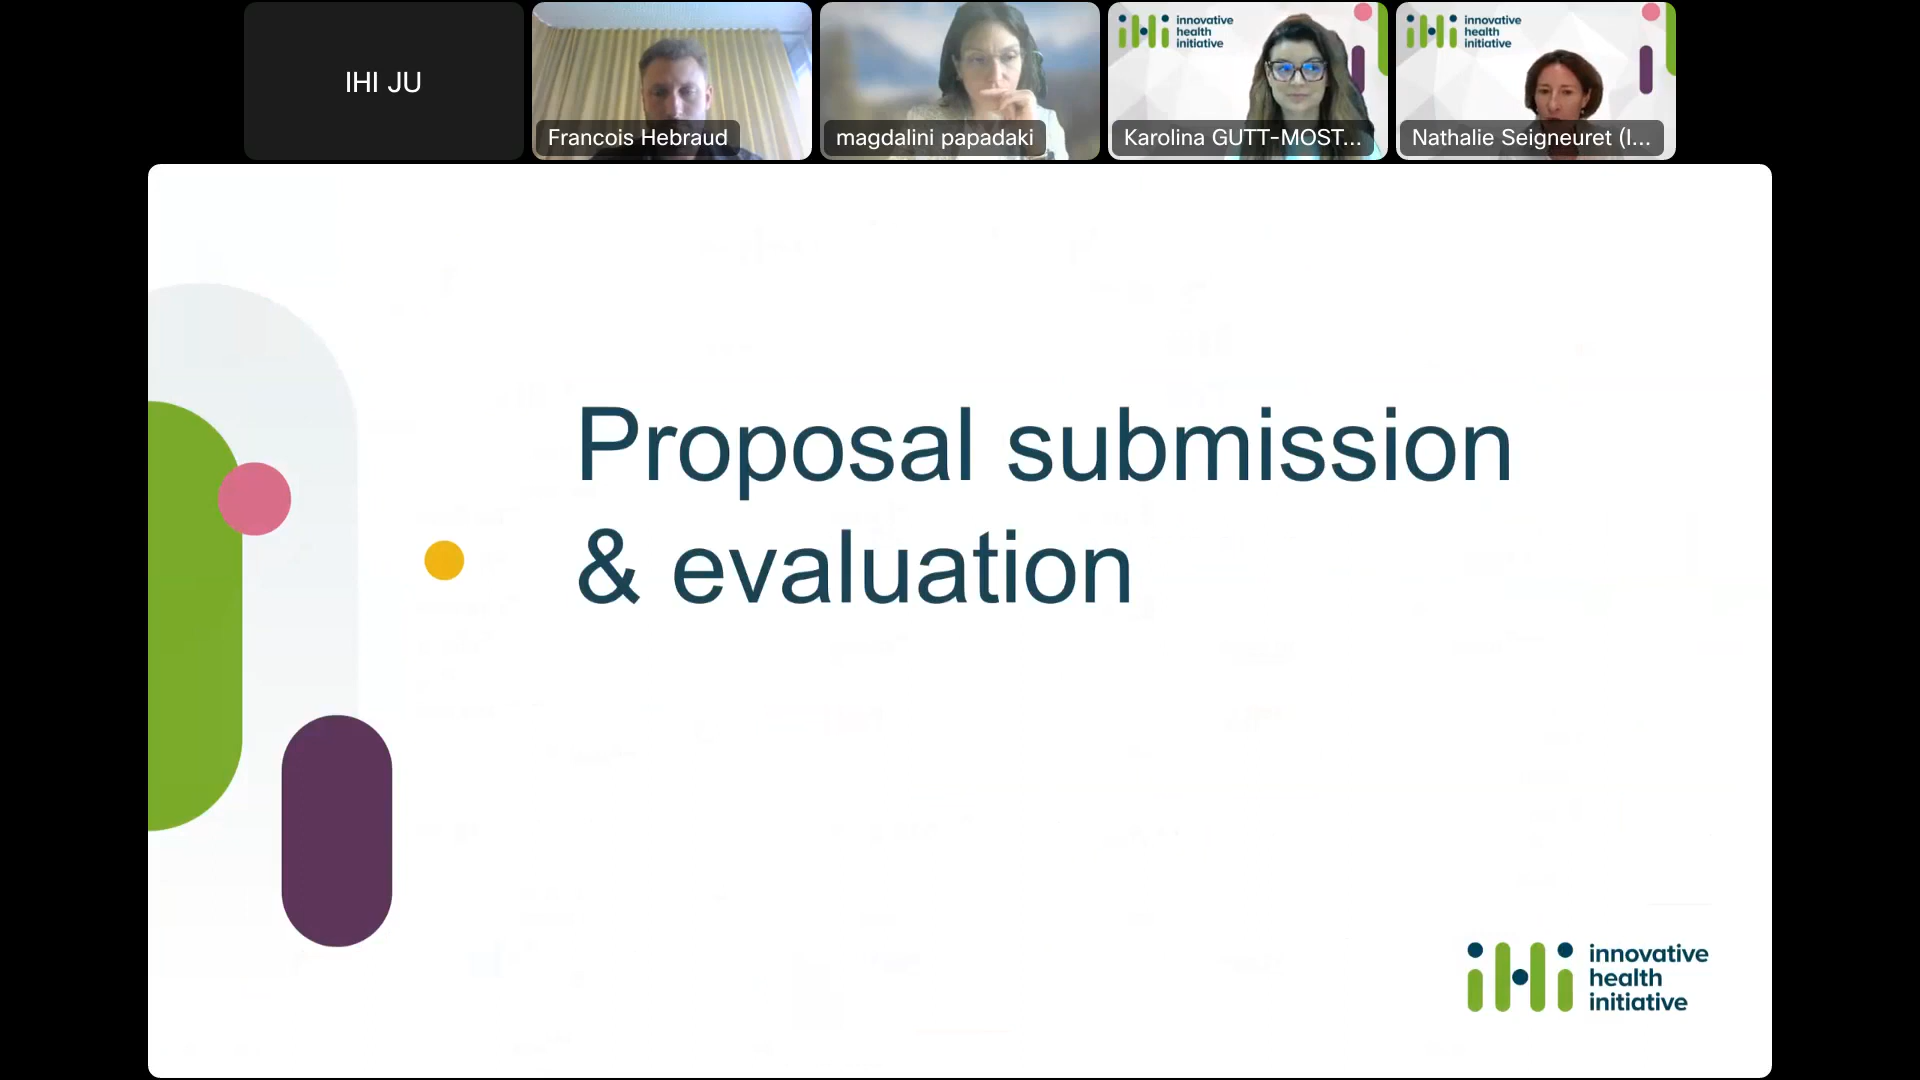 IHI JU
Francois Hebraud
magdalini papadaki
innovative
health
initiative
Karolina GUTT-MOST...
innovative
health
initiative
Nathalie Seigneuret (I...
Proposal submission
& evaluation
ihi
innovative
health
initiative